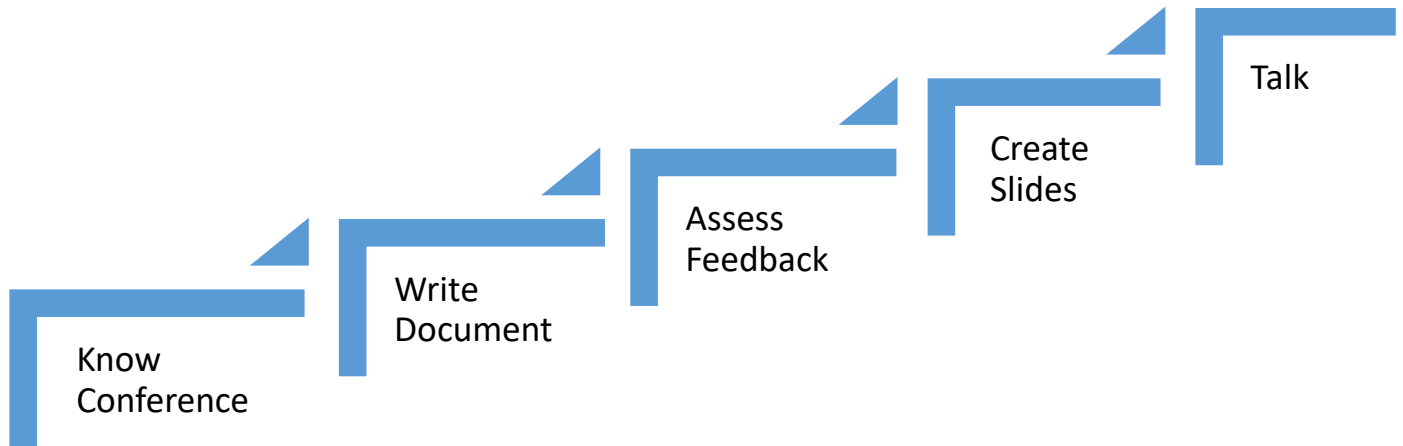 Know
Conference
Write
Document
Assess
Feedback
Create
Slides
Talk